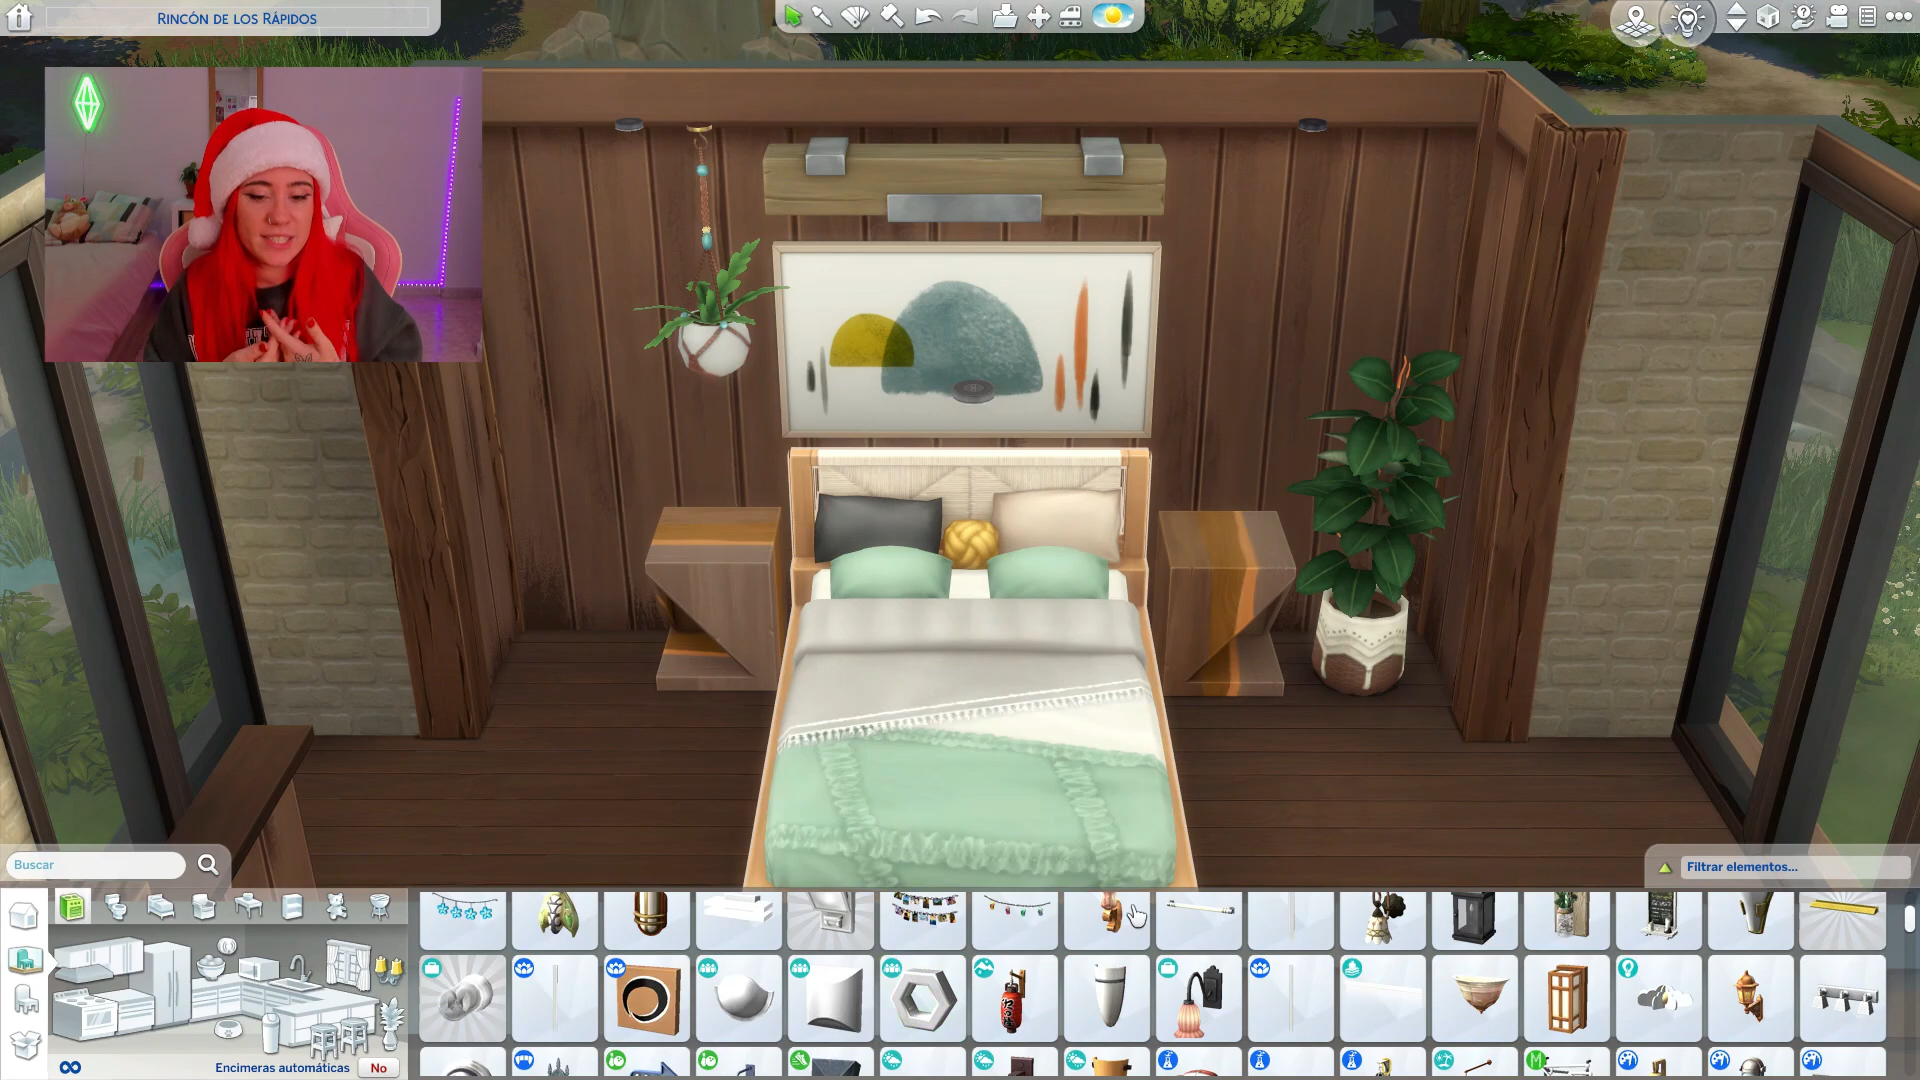 RINCÓN DE LOS RÁPIDOS
Buscar
Filtrar elementos...
Encimeras automáticas
No